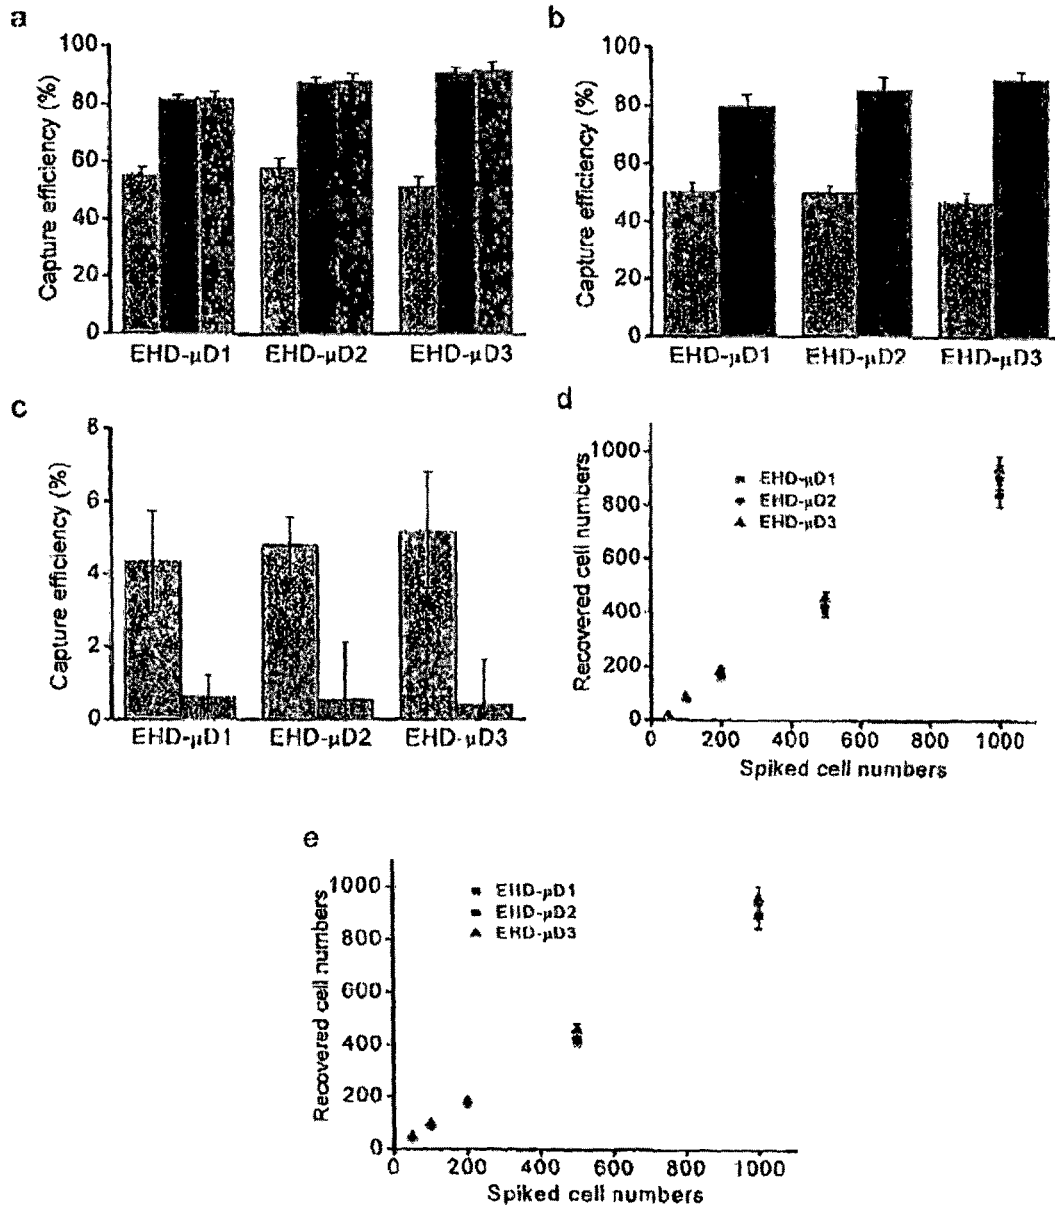 a
Capture efficiency (%)
100
80
60
40
20
0
EHD-μD1 EHD-μD2 EHD-μD3
b
Capture efficiency (%)
100
80
60
40
20
0
EHD-μD1 EHD-μD2 EHD-μD3
c
Capture efficiency (%)
8
6
4
2
0
EHD-μD1 EHD-μD2 EHD-μD3
d
Recovered cell numbers
1000
800
600
400
200
0
EHD-μD1
EHD-μD2
EHD-μD3
0 200 400 600 800 1000
Spiked cell numbers
e
Recovered cell numbers
1000
800
600
400
200
0
EHD-μD1
EHD-μD2
EHD-μD3
0 200 400 600 800 1000
Spiked cell numbers